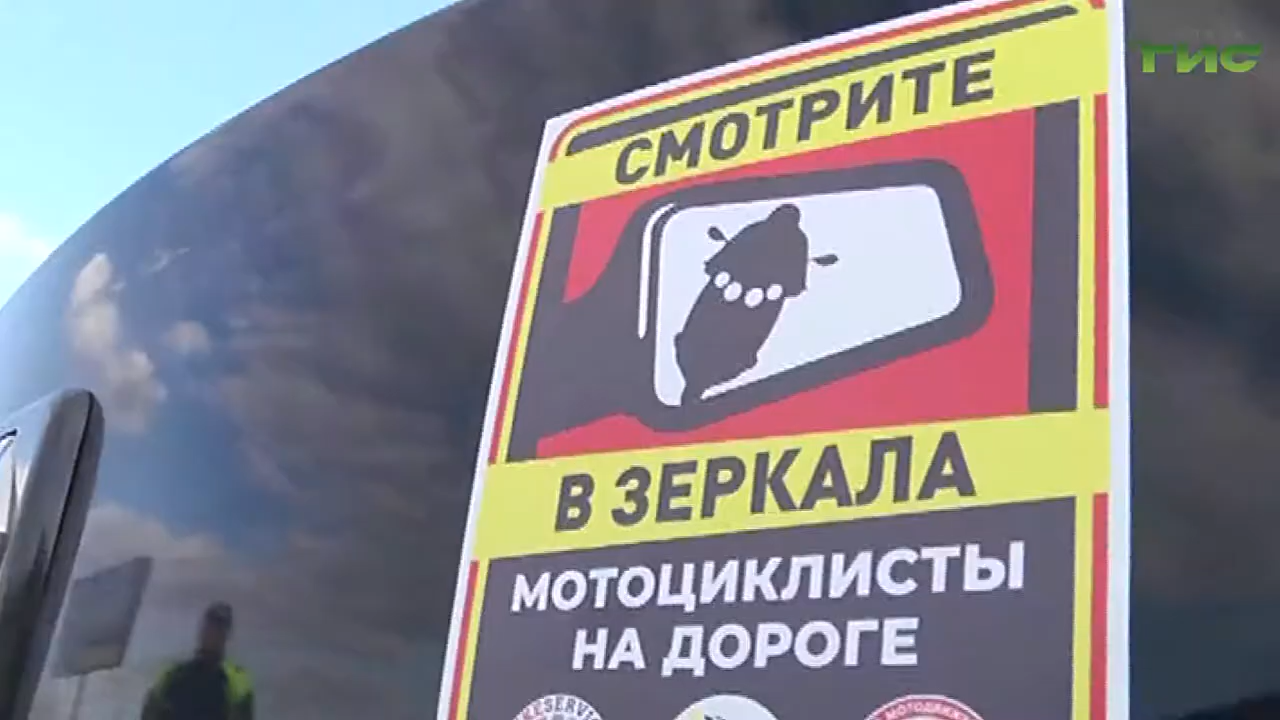 ГИС
СМОТРИТЕ
В ЗЕРКАЛА
МОТОЦИКЛИСТЫ
НА ДОРОГЕ